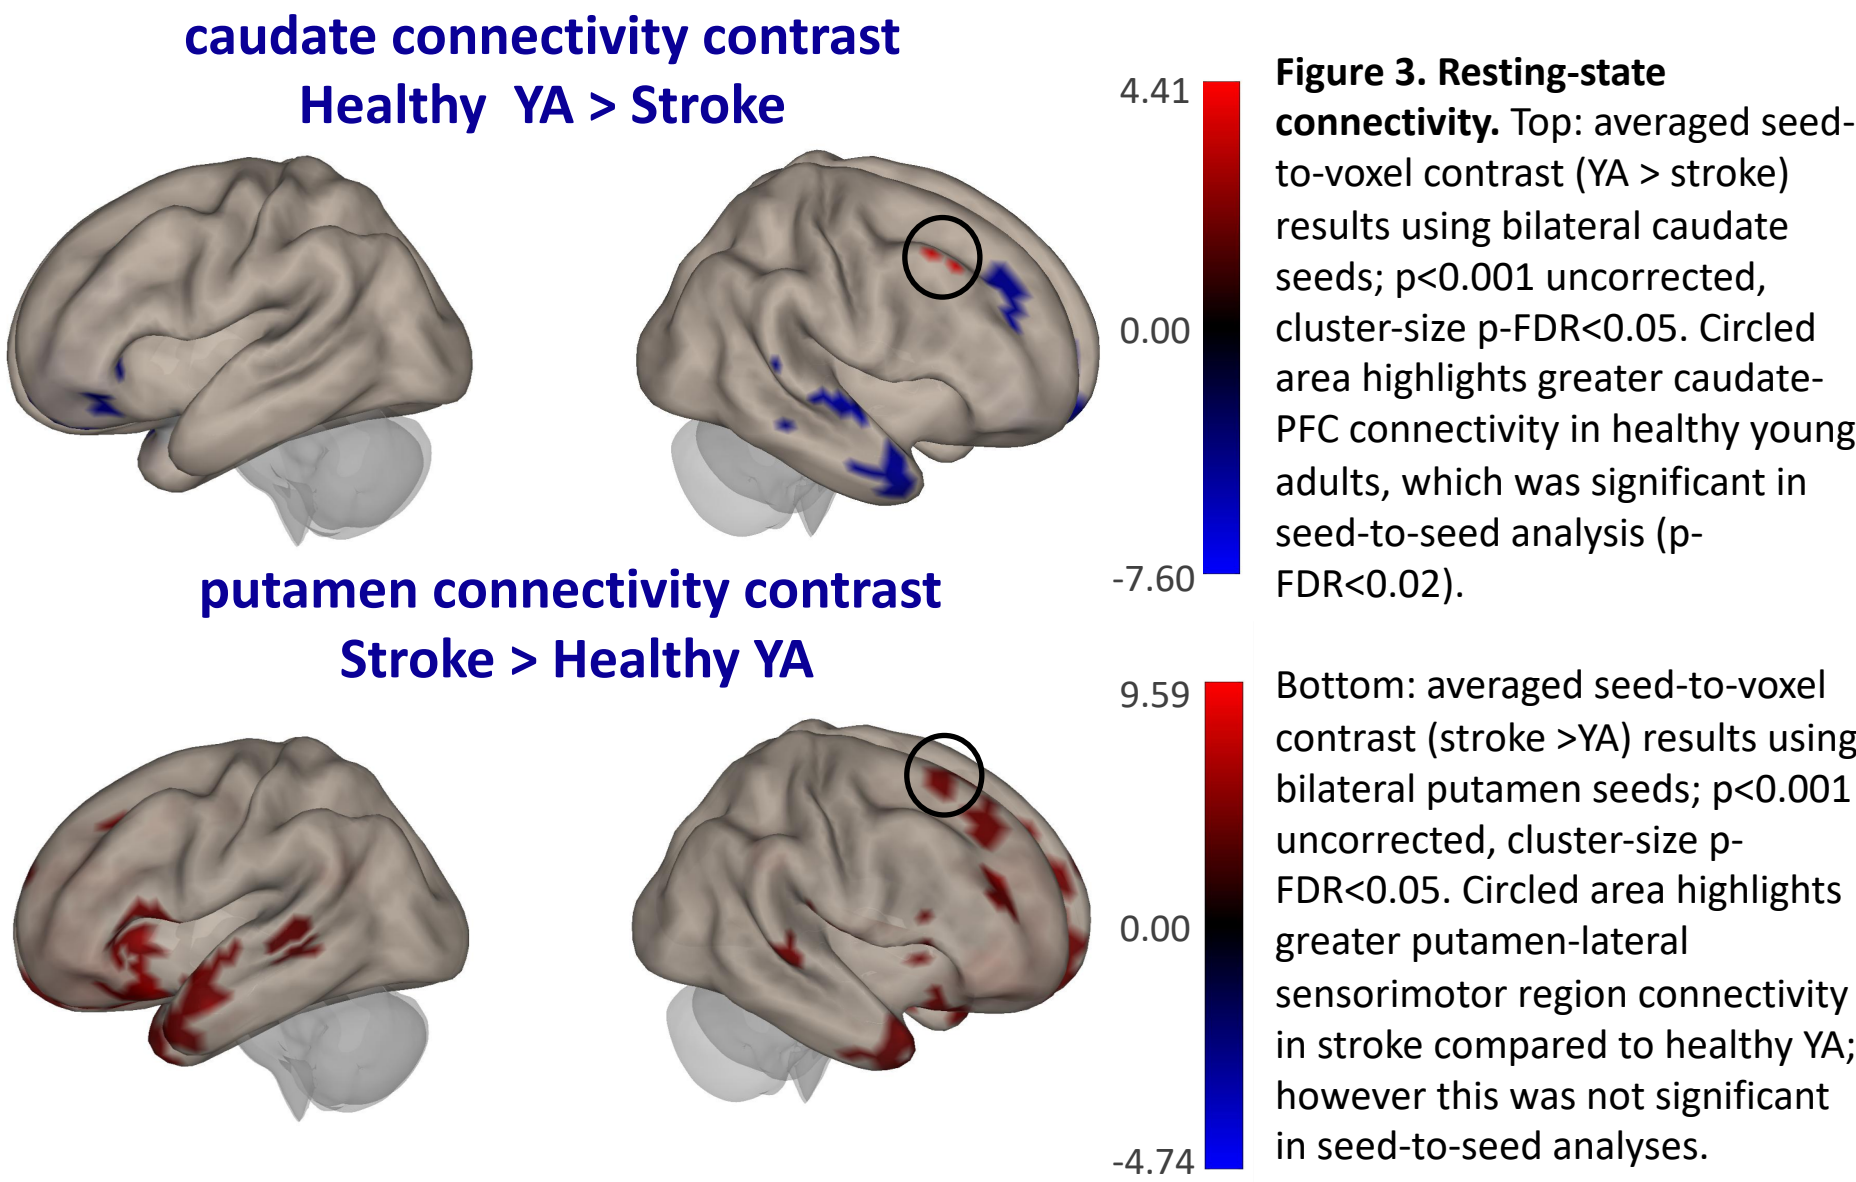 caudate connectivity contrast
Healthy YA > Stroke
4.41
0.00
-7.60
Figure 3. Resting-state
connectivity. Top: averaged seed-
to-voxel contrast (YA > stroke)
results using bilateral caudate
seeds; p<0.001 uncorrected,
cluster-size p-FDR<0.05. Circled
area highlights greater caudate-
PFC connectivity in healthy young
adults, which was significant in
seed-to-seed analysis (p-
FDR<0.02).
putamen connectivity contrast
Stroke > Healthy YA
9.59
0.00
-4.74
Bottom: averaged seed-to-voxel
contrast (stroke >YA) results using
bilateral putamen seeds; p<0.001
uncorrected, cluster-size p-
FDR<0.05. Circled area highlights
greater putamen-lateral
sensorimotor region connectivity
in stroke compared to healthy YA;
however this was not significant
in seed-to-seed analyses.